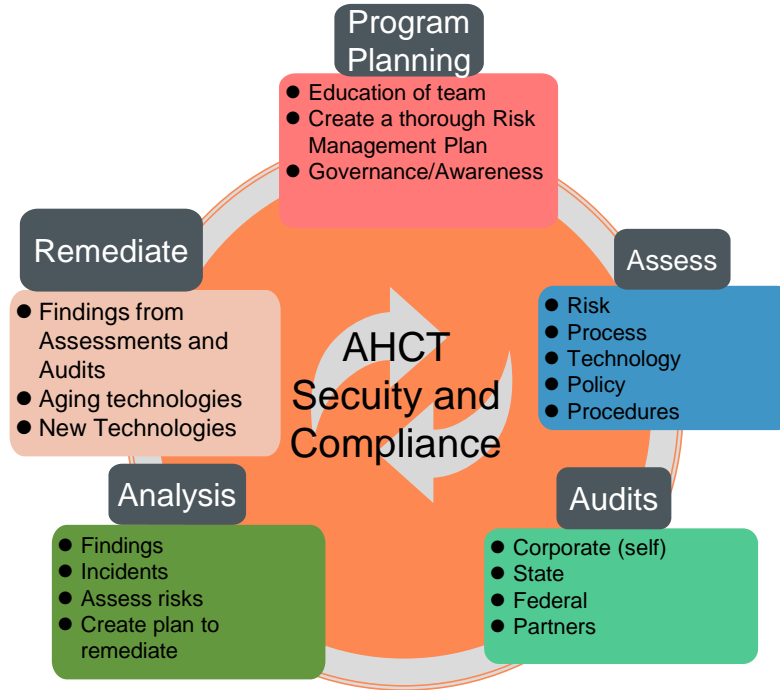 Program
Planning
● Education of team
● Create a thorough Risk
Management Plan
● Governance/Awareness
Assess
● Risk
● Process
● Technology
● Policy
● Procedures
Audits
● Corporate (self)
● State
● Federal
● Partners
Analysis
● Findings
● Incidents
● Assess risks
● Create plan to
remediate
Remediate
● Findings from
Assessments and
Audits
● Aging technologies
● New Technologies
AHCT
Secuity and
Compliance